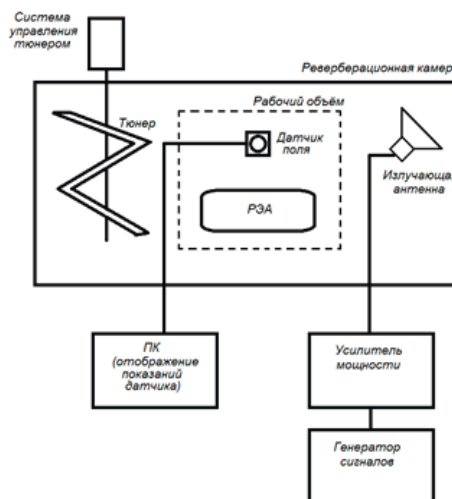 Система
управления
тюнером
Реверберационная камер
Рабочий объём
Тюнер
Датчик
поля
Излучающая
антенна
РЭА
ПК
(отображение
показаний
датчика)
Усилитель
мощности
Генератор
сигналов